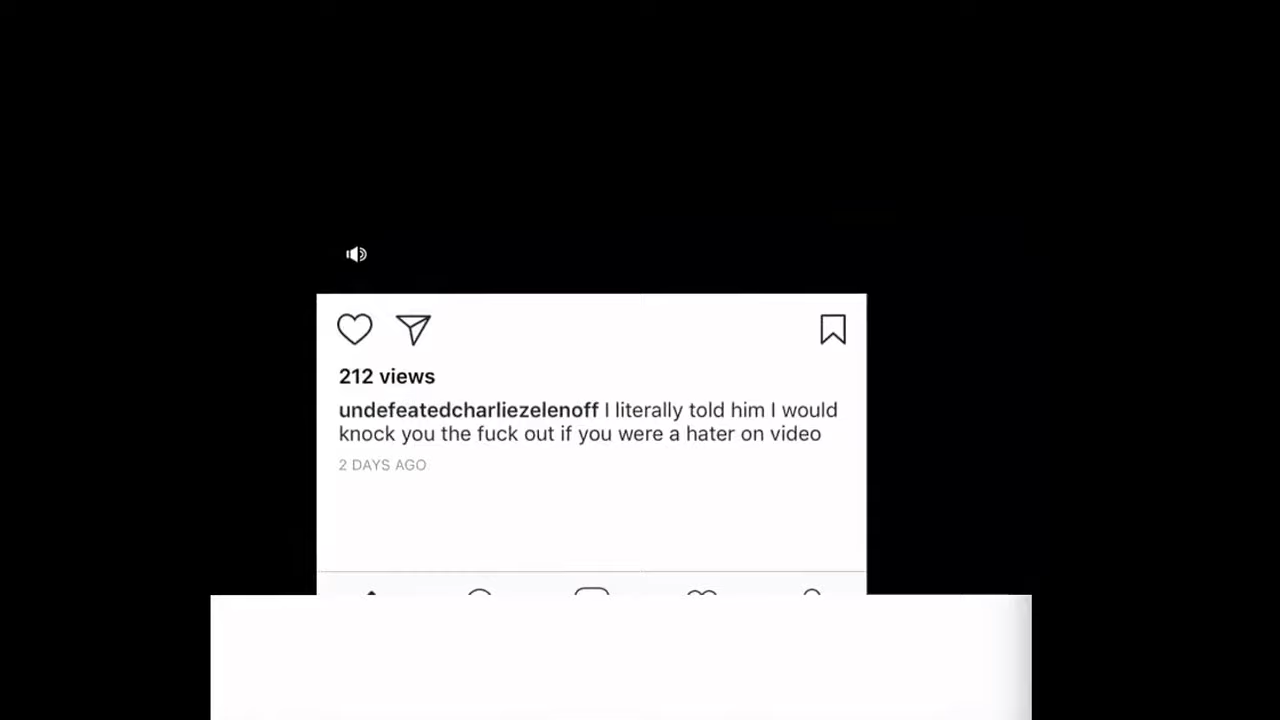 212 views
undefeatedcharliezelenoff I literally told him I would
knock you the fuck out if you were a hater on video
2 DAYS AGO